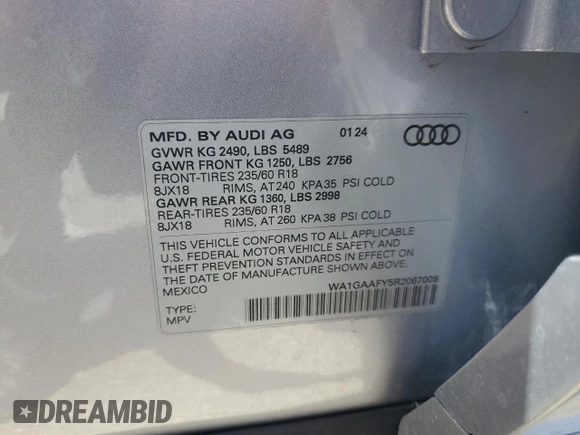 MFD. BY AUDI AG 01 24
GVWR KG 2490, LBS 5489
GAWR FRONT KG 1250, LBS 2756
FRONT-TIRES 235/60 R18
8JX18 RIMS, AT 240 KPA 35 PSI COLD
GAWR REAR KG 1360, LBS 2998
REAR-TIRES 235/60 R18
8JX18 RIMS, AT 260 KPA 38 PSI COLD
THIS VEHICLE CONFORMS TO ALL APPLICABLE
U.S. FEDERAL MOTOR VEHICLE SAFETY AND
THEFT PREVENTION STANDARDS IN EFFECT ON
THE DATE OF MANUFACTURE SHOWN ABOVE.
MEXICO
WA1GAAFY5R2067008
TYPE:
MPV
DREAMBID